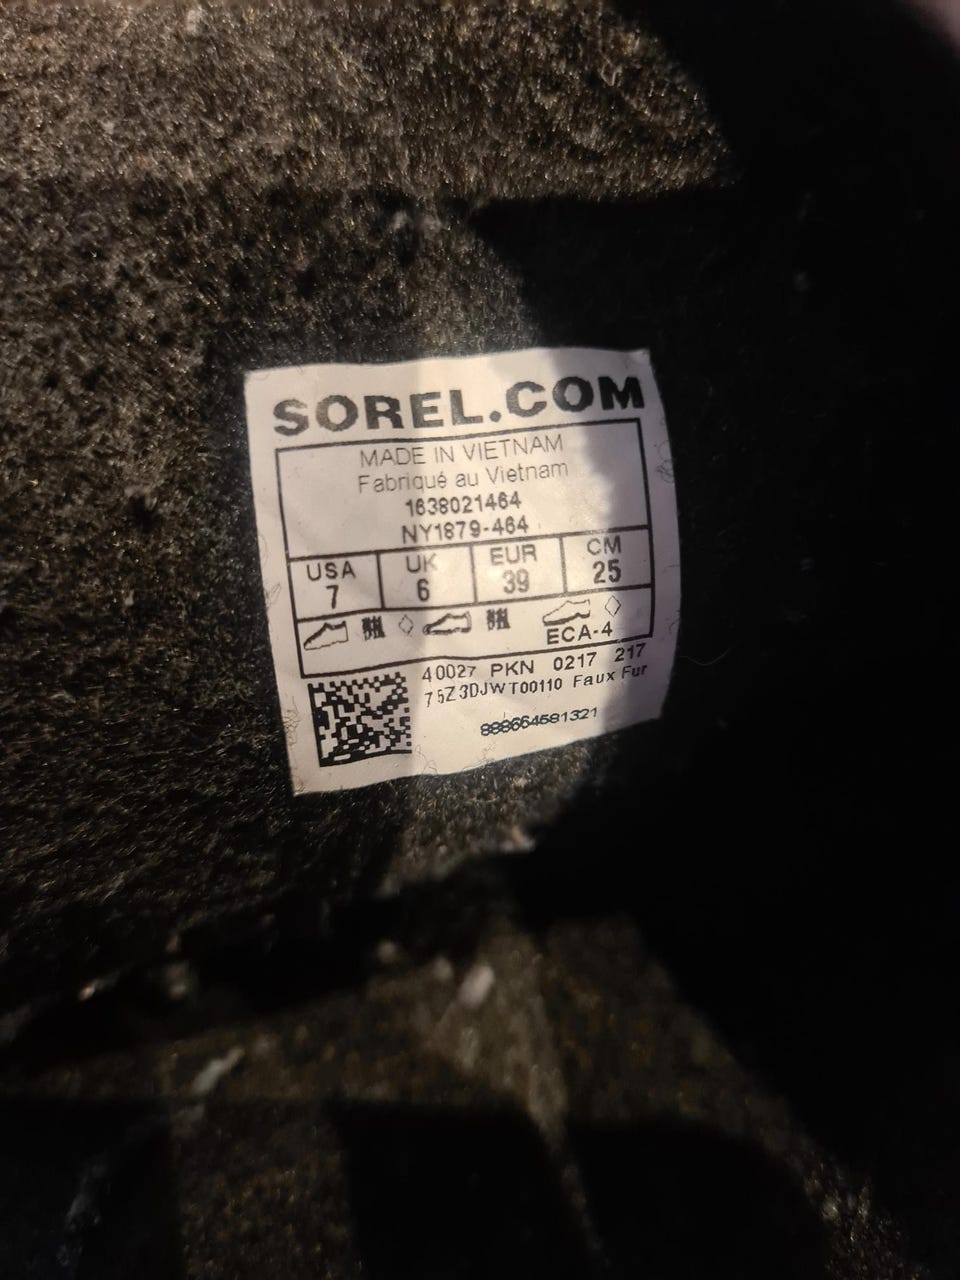 SOREL.COM
MADE IN VIETNAM
Fabriqué au Vietnam
1638021464
NY1879-464
USA UK EUR CM
7 6 39 25
ECA-4
40027 PKN 0217 217
75Z3DJWT00110 Faux Fur
888664581321